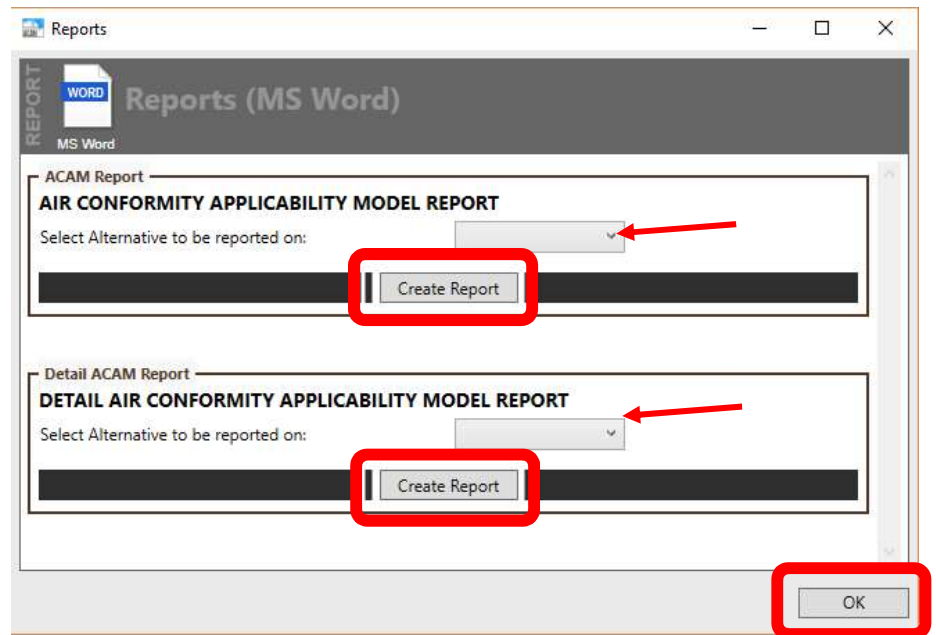 Reports
REPORT
WORD
Reports (MS Word)
MS Word
ACAM Report
AIR CONFORMITY APPLICABILITY MODEL REPORT
Select Alternative to be reported on:
Create Report
Detail ACAM Report
DETAIL AIR CONFORMITY APPLICABILITY MODEL REPORT
Select Alternative to be reported on:
Create Report
OK